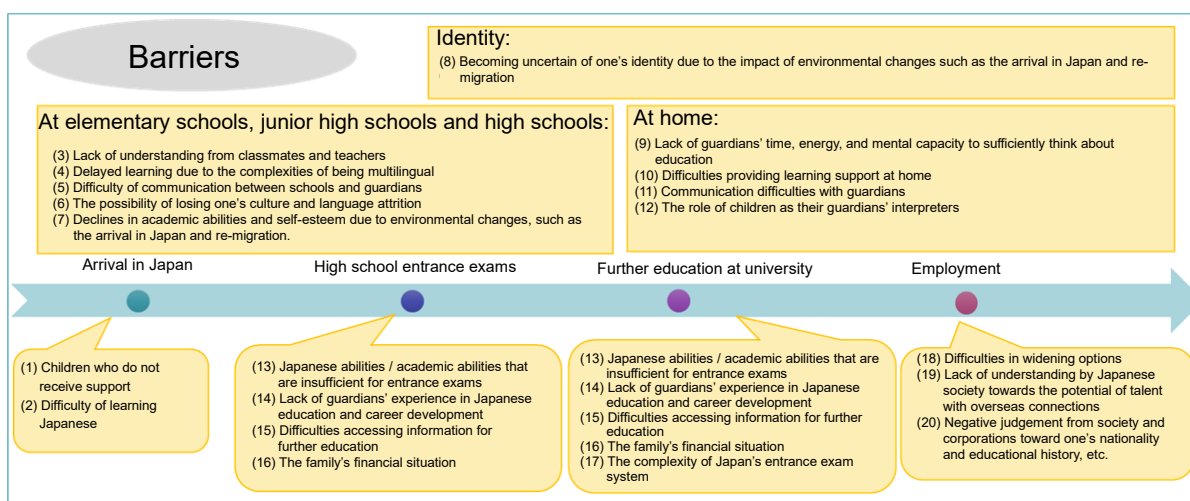 Barriers
Identity:
(8) Becoming uncertain of one's identity due to the impact of environmental changes such as the arrival in Japan and re-
migration
At elementary schools, junior high schools and high schools:
(3) Lack of understanding from classmates and teachers
(4) Delayed learning due to the complexities of being multilingual
(5) Difficulty of communication between schools and guardians
(6) The possibility of losing one's culture and language attrition
(7) Declines in academic abilities and self-esteem due to environmental changes, such as
the arrival in Japan and re-migration.
At home:
(9) Lack of guardians' time, energy, and mental capacity to sufficiently think about
education
(10) Difficulties providing learning support at home
(11) Communication difficulties with guardians
(12) The role of children as their guardians' interpreters
Arrival in Japan
High school entrance exams
Further education at university
Employment
(1) Children who do not
receive support
(2) Difficulty of learning
Japanese
(13) Japanese abilities / academic abilities that
are insufficient for entrance exams
(14) Lack of guardians' experience in Japanese
education and career development
(15) Difficulties accessing information for
further education
(16) The family's financial situation
(13) Japanese abilities / academic abilities that are
insufficient for entrance exams
(14) Lack of guardians' experience in Japanese
education and career development
(15) Difficulties accessing information for further
education
(16) The family's financial situation
(17) The complexity of Japan's entrance exam
system
(18) Difficulties in widening options
(19) Lack of understanding by Japanese
society towards the potential of talent
with overseas connections
(20) Negative judgement from society and
corporations toward one's nationality
and educational history, etc.